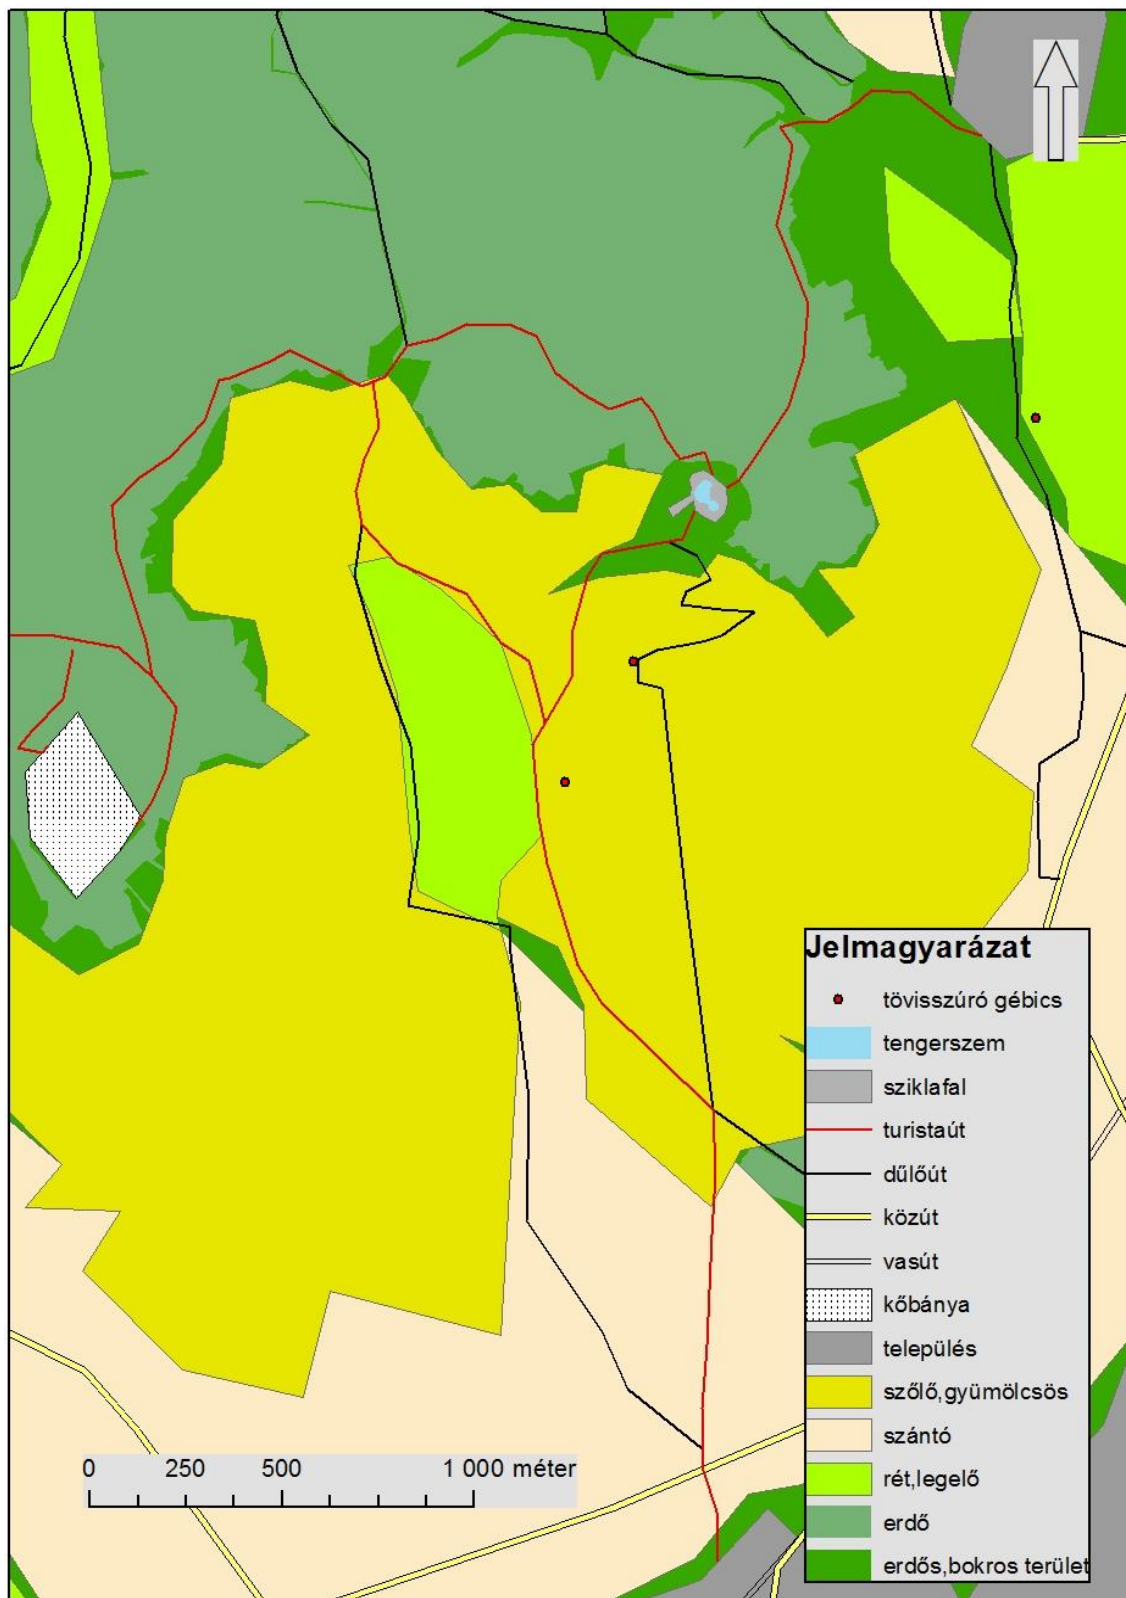 Jelmagyarázat
tövisszúró gébics
tengerszem
sziklafal
turistaút
dűlőút
közút
vasút
kőbánya
település
szőlő,gyümölcsös
szántó
rét,legelő
erdő
erdős,bokros terület
0 250 500 1 000 méter